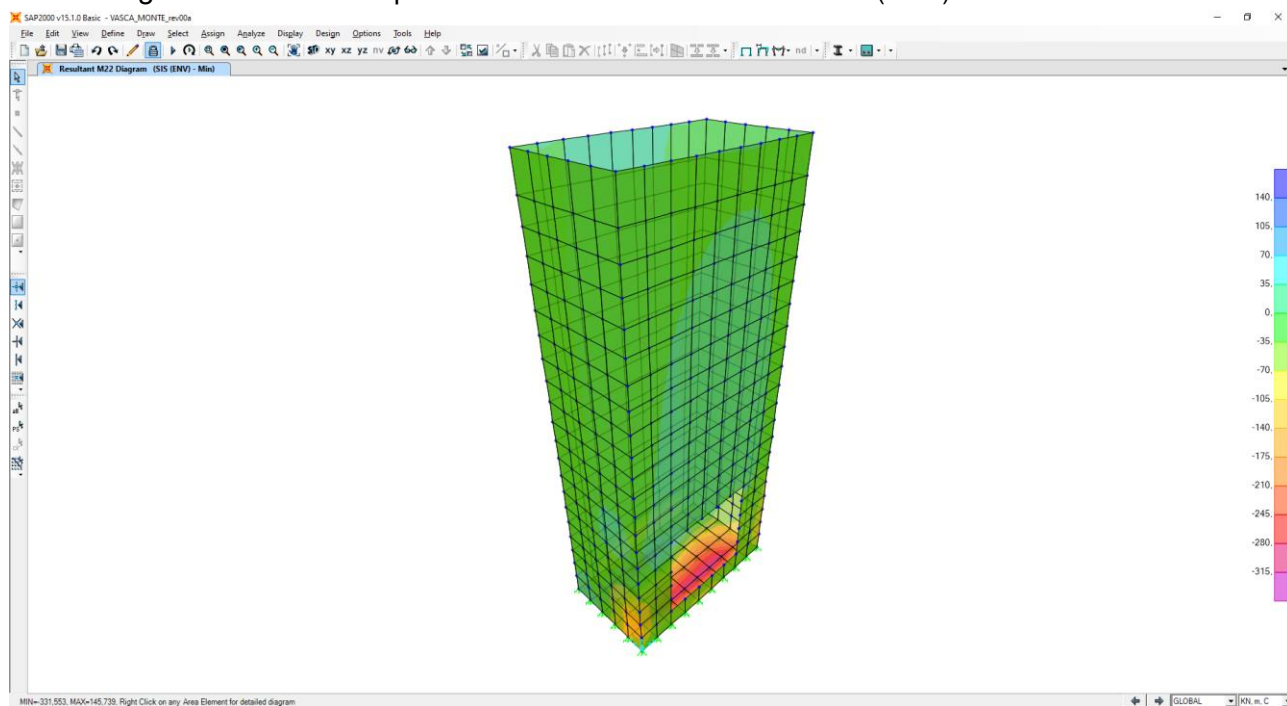 SAP2000 v15.1.0 Basic - VASCA_MONTE_rev00a
File Edit View Define Draw Select Assign Analyze Display Design Options Tools Help
xy xz yz nv nd
Resultant M22 Diagram (SIS (ENV) - Min)
140,
105,
70,
35,
0,
-35,
-70,
-105,
-140,
-175,
-210,
-245,
-280,
-315,
MIN=-331,553, MAX=145,739, Right Click on any Area Element for detailed diagram
GLOBAL KN, m, C